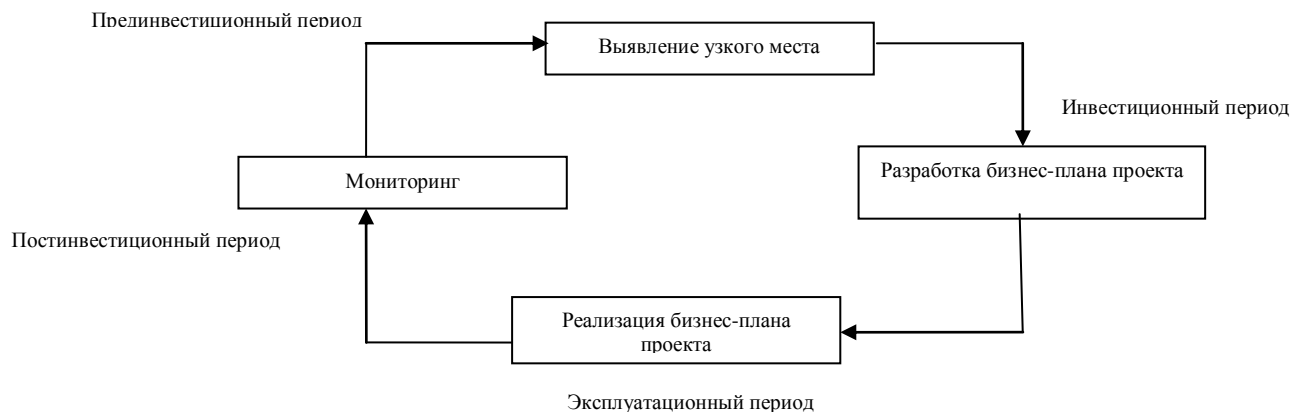 Прединвестиционный период
Выявление узкого места
Инвестиционный период
Разработка бизнес-плана проекта
Мониторинг
Постинвестиционный период
Реализация бизнес-плана
проекта
Эксплуатационный период